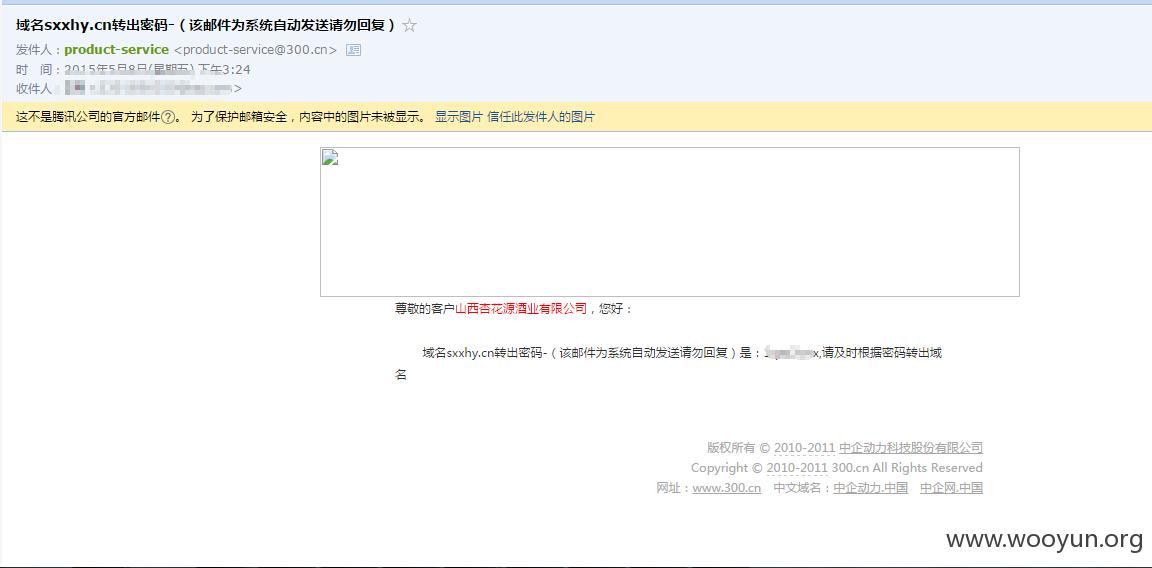 域名sxxhy.cn转出密码-（该邮件为系统自动发送请勿回复）☆
发件人：product-service <product-service@300.cn>
时 间：2015年5月8日(星期五) 下午3:24
收件人： >
这不是腾讯公司的官方邮件?。 为了保护邮箱安全，内容中的图片未被显示。 显示图片 信任此发件人的图片
尊敬的客户山西杏花源酒业有限公司，您好：
域名sxxhy.cn转出密码-（该邮件为系统自动发送请勿回复）是： x,请及时根据密码转出域
名
版权所有 © 2010-2011 中企动力科技股份有限公司
Copyright © 2010-2011 300.cn All Rights Reserved
网址：www.300.cn 中文域名：中企动力.中国 中企网.中国
www.wooyun.org